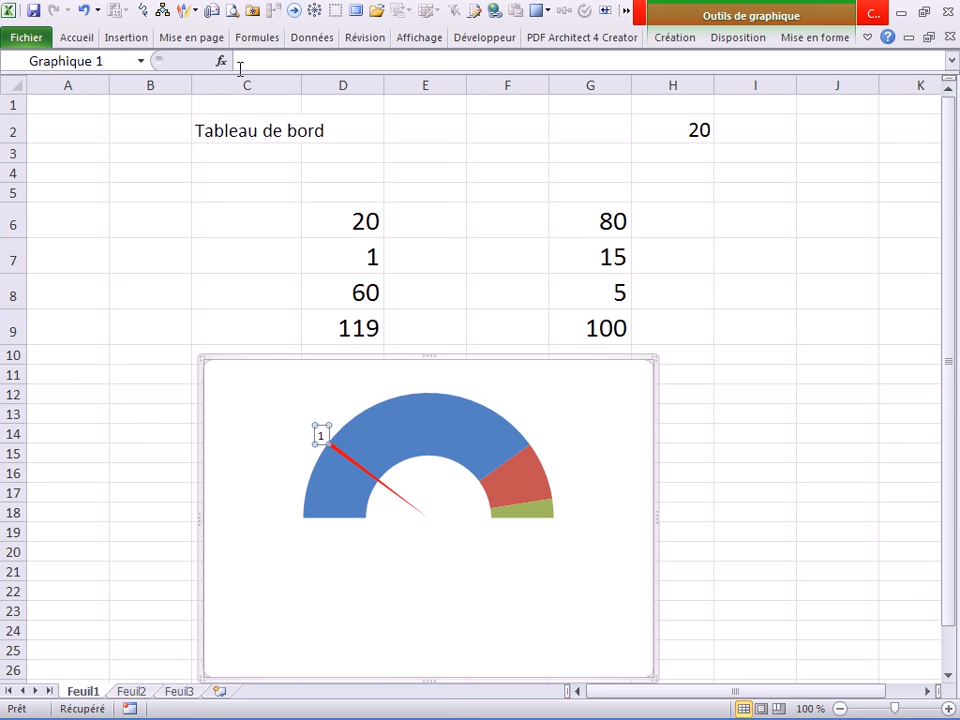 Outils de graphique
C...
Fichier Accueil Insertion Mise en page Formules Données Révision Affichage Développeur PDF Architect 4 Creator Création Disposition Mise en forme
Graphique 1 fx
A B C D E F G H I J K
1
2 Tableau de bord 20
3
4
5
6 20 80
7 1 15
8 60 5
9 119 100
10
11
12
13
14 1
15
16
17
18
19
20
21
22
23
24
25
26
Feuil1 Feuil2 Feuil3
Prêt Récupéré 100 %